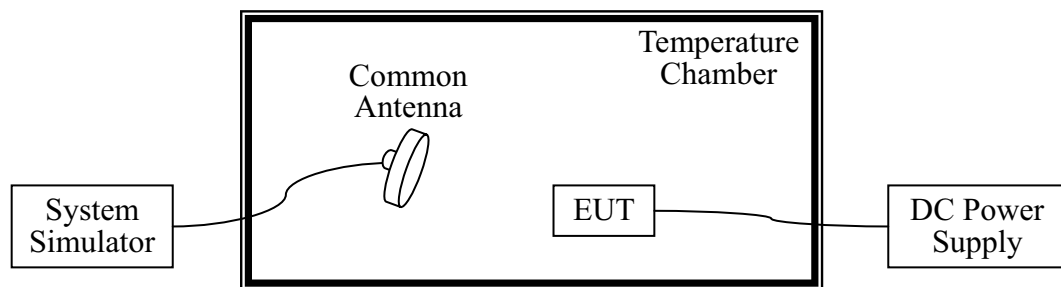 Temperature
Chamber
Common
Antenna
System
Simulator
EUT
DC Power
Supply